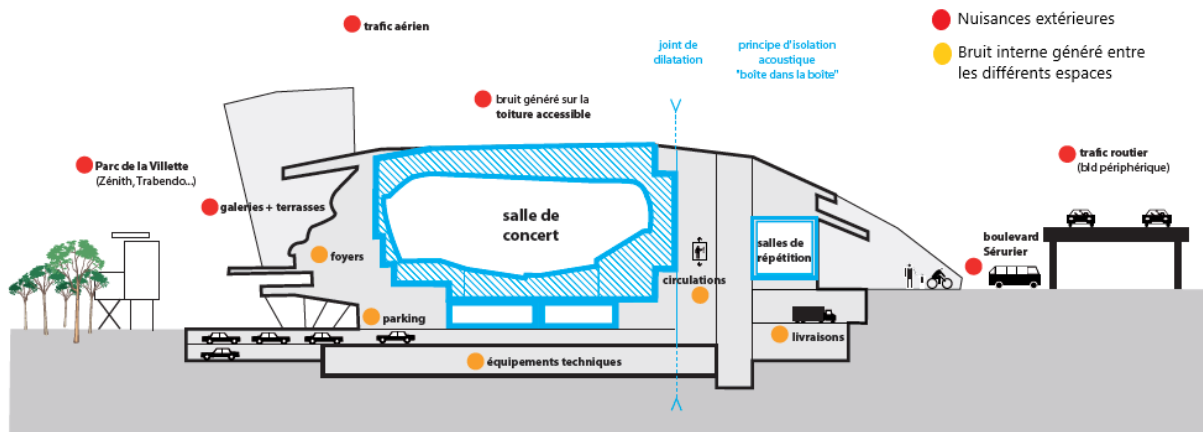 trafic aérien
joint de
dilatation
principe d'isolation
acoustique
"boîte dans la boîte"
Nuisances extérieures
Bruit interne généré entre
les différents espaces
bruit généré sur la
toiture accessible
Parc de la Villette
(Zénith, Trabendo...)
trafic routier
(bld périphérique)
galeries + terrasses
salle de
concert
foyers
salles de
répétition
boulevard
Sérurier
circulations
parking
livraisons
équipements techniques